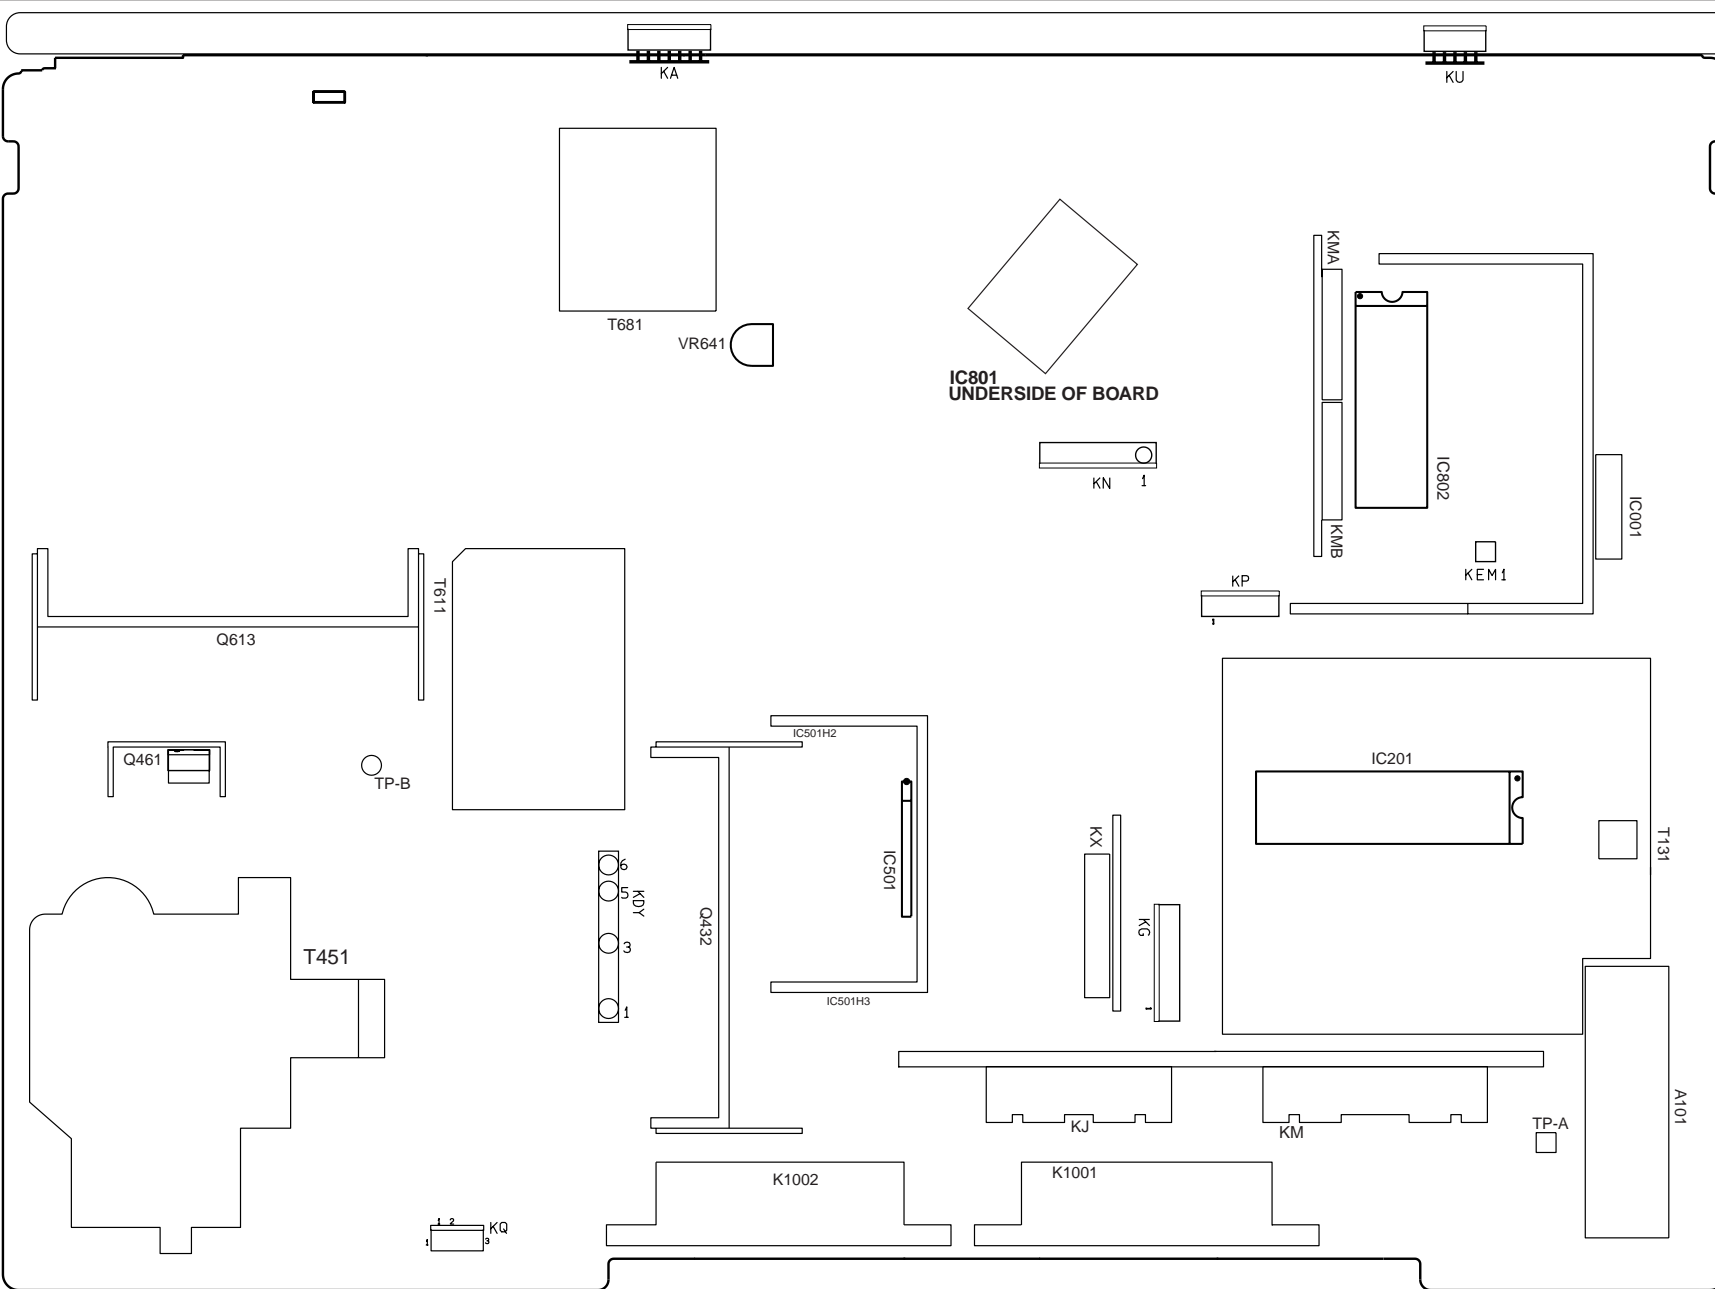 KA
KU
T681
VR641
KMA
IC801
UNDERSIDE OF BOARD
KN
1
IC802
IC001
KMB
KEM1
KP
1
T611
Q613
IC501H2
Q461
TP-B
IC201
T131
KX
IC501
6
5
KDY
3
1
Q432
KG
1
T451
IC501H3
KJ
KM
TP-A
A101
K1002
K1001
1 2
KQ
1
3